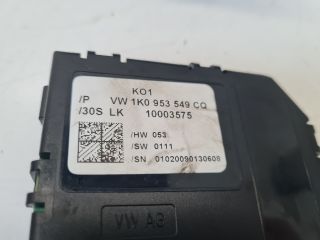 KO1
/P VW 1K0 953 549 CQ
/30S LK 10003575
/HW 053
/SW 0111
/SN 01020090130608
VW AG